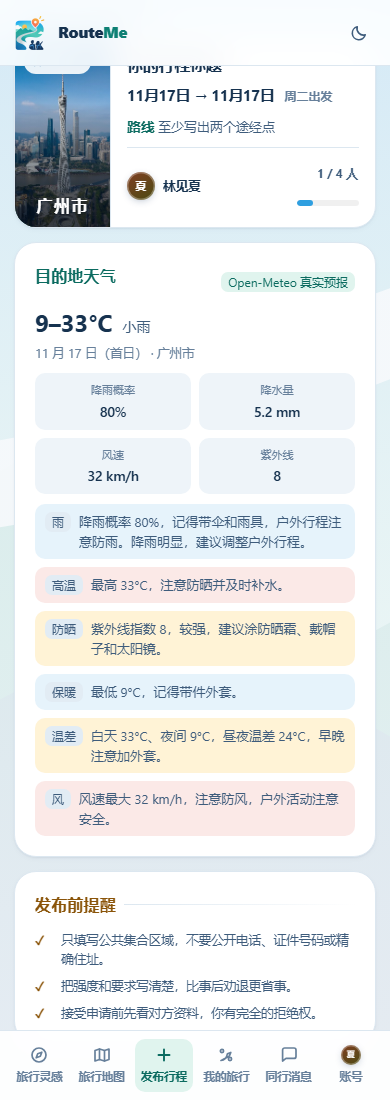 RouteMe
你的行程标题
11月17日 → 11月17日 周二出发
路线 至少写出两个途经点
夏 林见夏
1 / 4 人
广州市
目的地天气
Open-Meteo 真实预报
9–33°C 小雨
11 月 17 日（首日） · 广州市
降雨概率
80%
降水量
5.2 mm
风速
32 km/h
紫外线
8
雨 降雨概率 80%，记得带伞和雨具，户外行程注
意防雨。降雨明显，建议调整户外行程。
高温 最高 33°C，注意防晒并及时补水。
防晒 紫外线指数 8，较强，建议涂防晒霜、戴帽
子和太阳镜。
保暖 最低 9°C，记得带件外套。
温差 白天 33°C、夜间 9°C，昼夜温差 24°C，早晚
注意加外套。
风 风速最大 32 km/h，注意防风，户外活动注意
安全。
发布前提醒
✓ 只填写公共集合区域，不要公开电话、证件号码或精
确住址。
✓ 把强度和要求写清楚，比事后劝退更省事。
✓ 接受申请前先看对方资料，你有完全的拒绝权。
旅行灵感
旅行地图
发布行程
我的旅行
同行消息
夏
账号